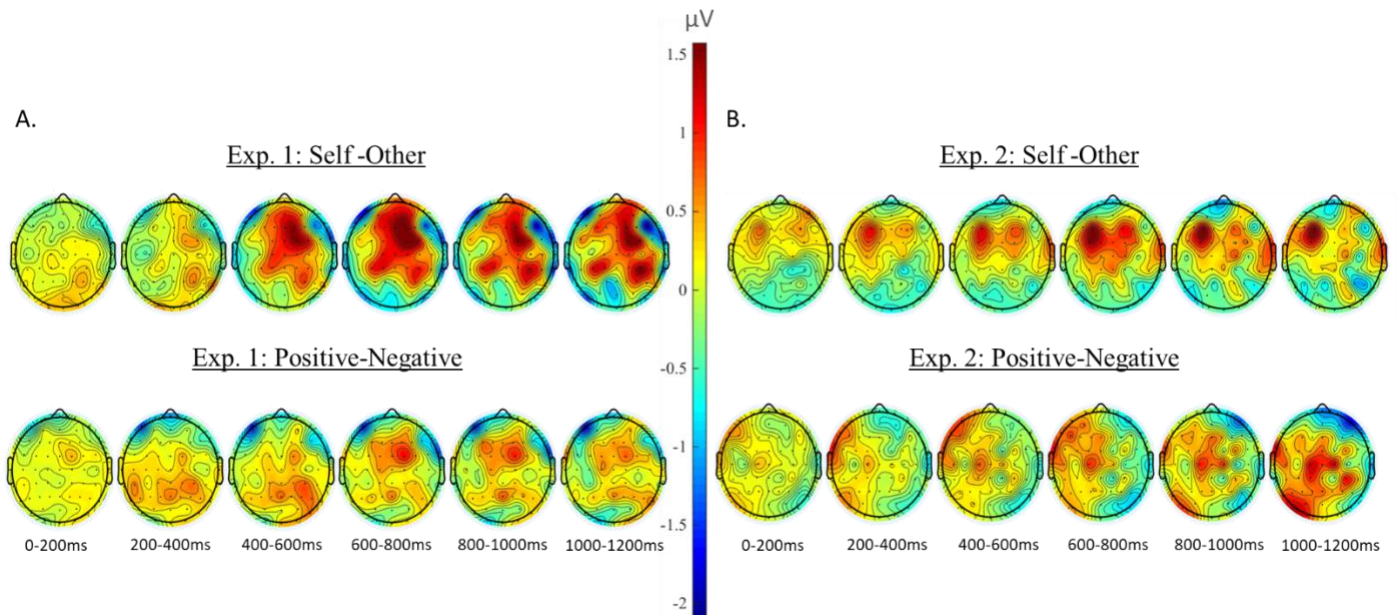 μV
1.5
1
0.5
0
-0.5
-1
-1.5
-2
A.
Exp. 1: Self -Other
Exp. 1: Positive-Negative
0-200ms 200-400ms 400-600ms 600-800ms 800-1000ms 1000-1200ms
B.
Exp. 2: Self -Other
Exp. 2: Positive-Negative
0-200ms 200-400ms 400-600ms 600-800ms 800-1000ms 1000-1200ms